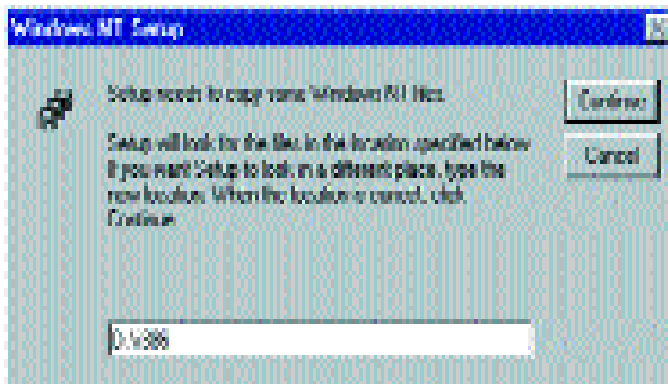 Windows NT Setup
Setup needs to copy some Windows NT files.
Continue
Setup will look for the files in the location specified below.
If you want Setup to look in a different place, type the
new location. When the location is correct, click
Continue.
Cancel
D:\I386